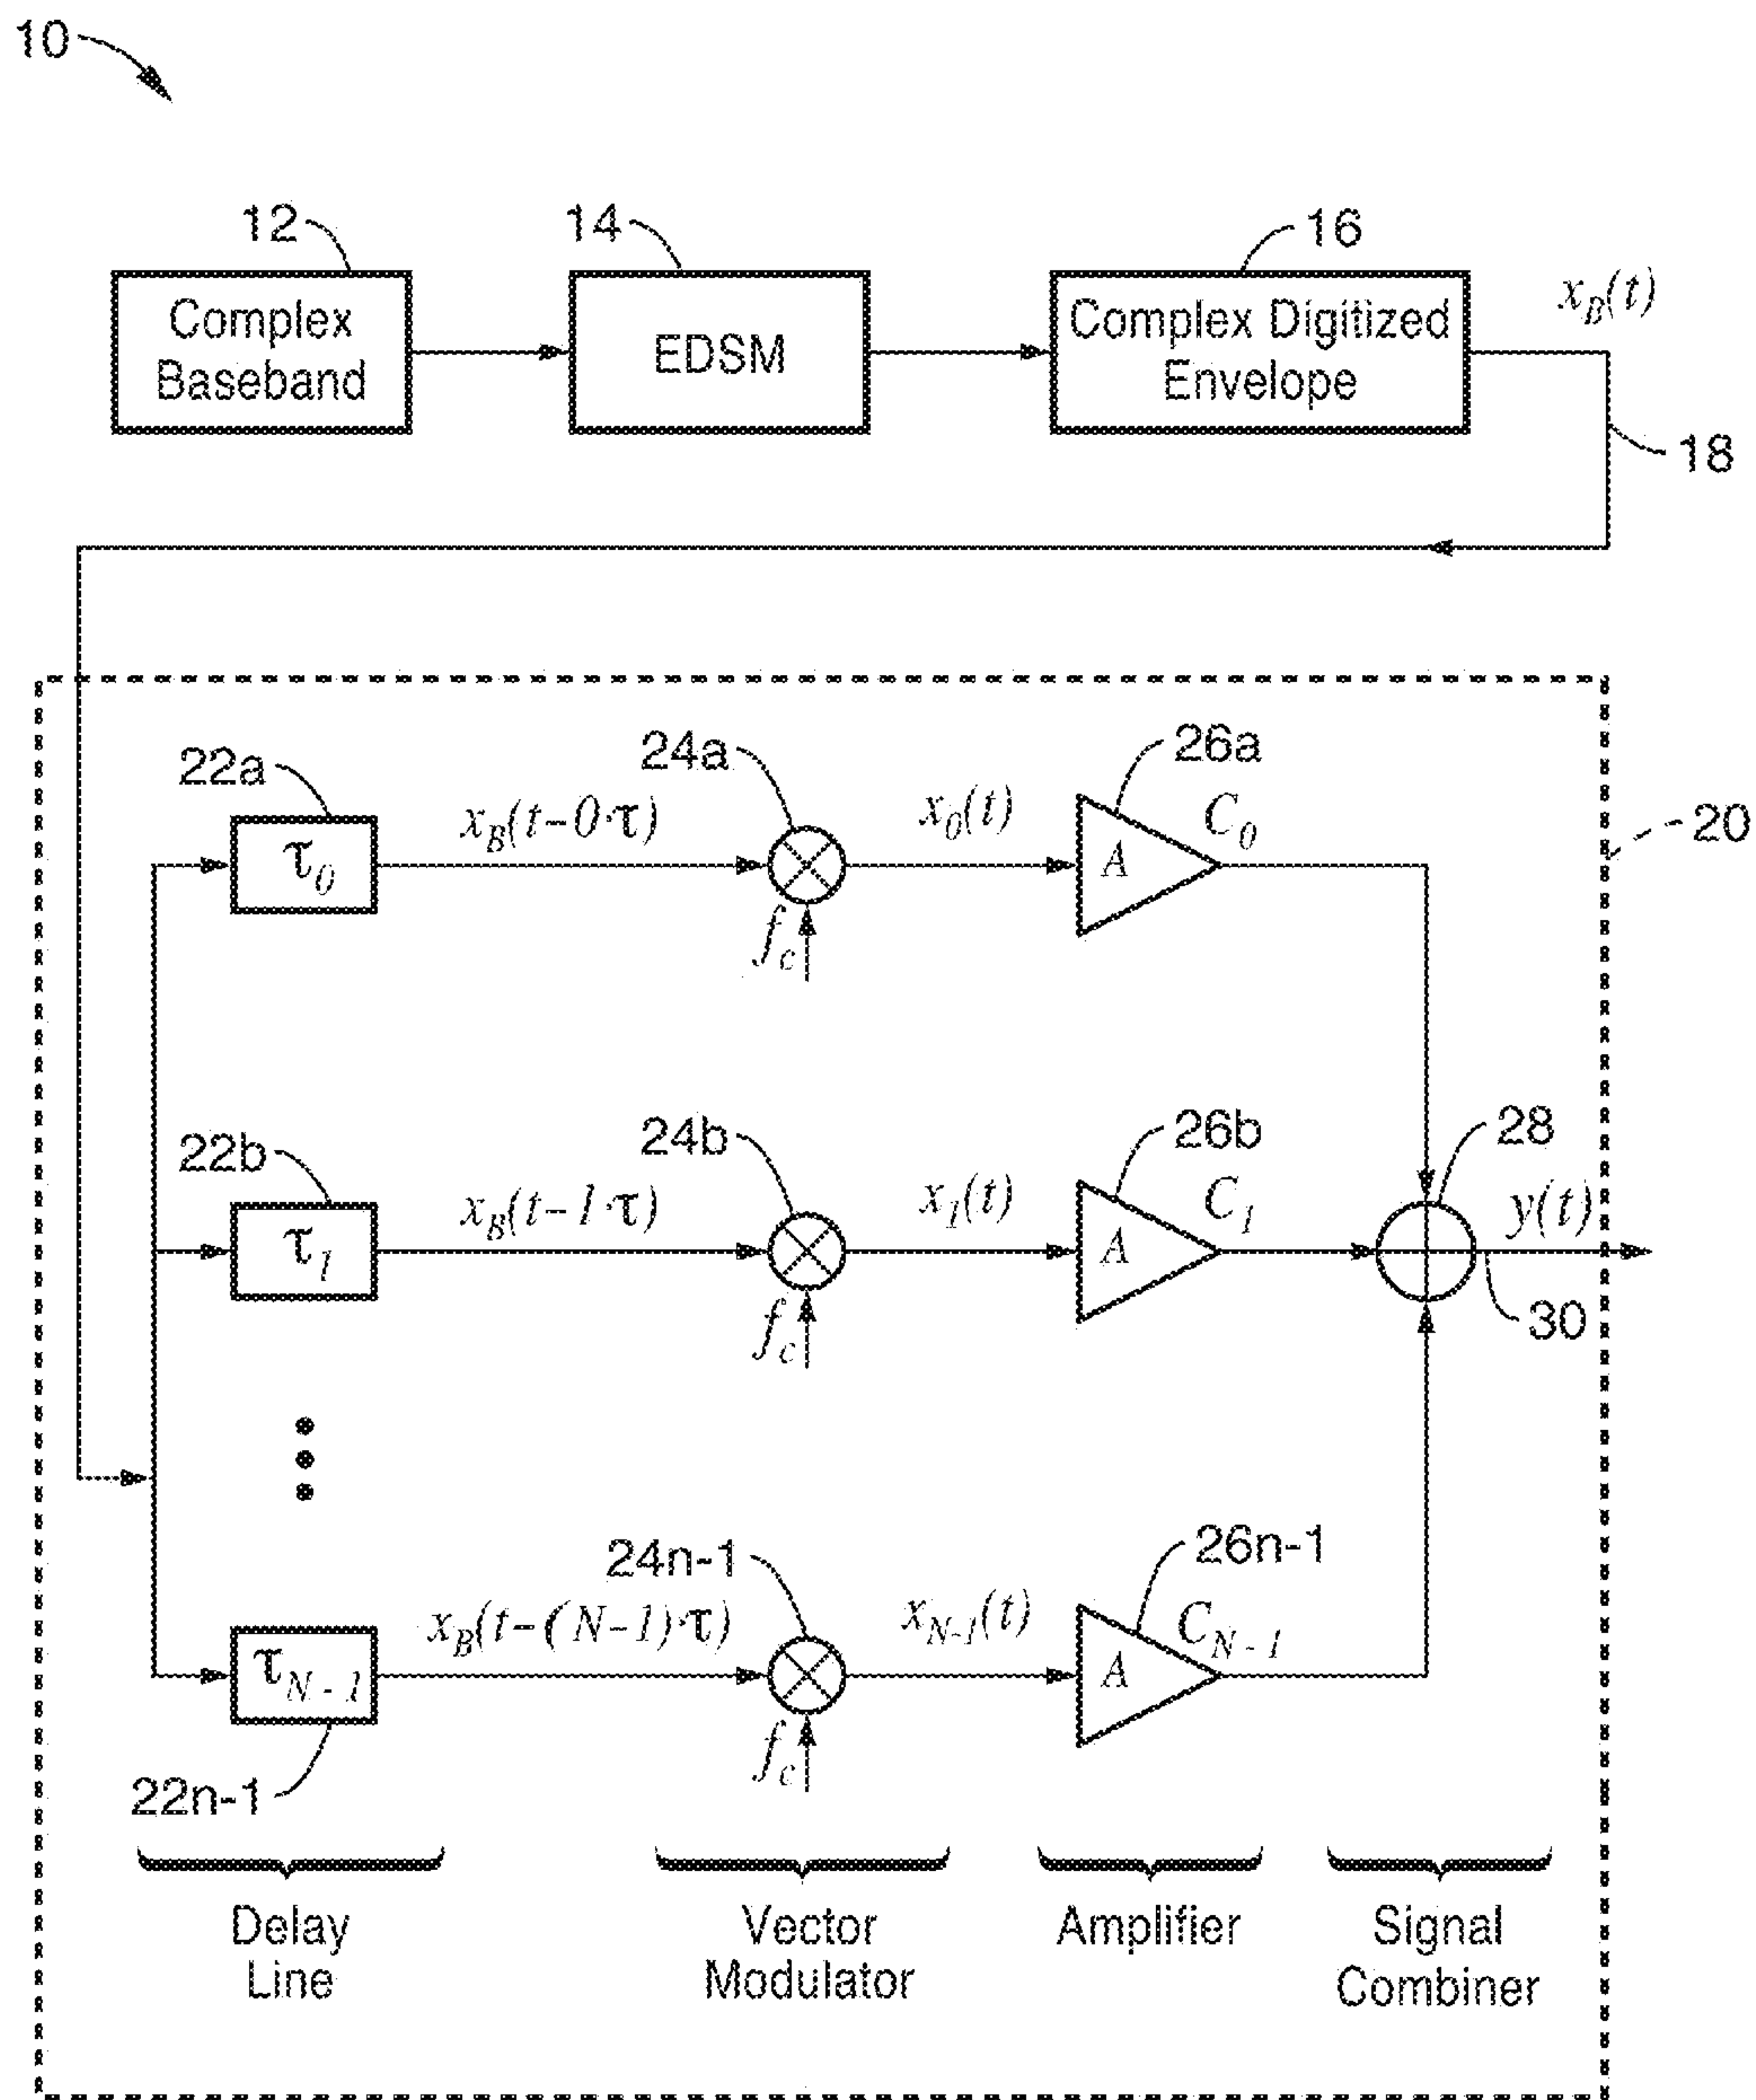 10
12
14
16
Complex
Baseband
EDSM
Complex Digitized
Envelope
x_B(t)
18
20
22a
24a
26a
τ_0
x_B(t-0·τ)
x_0(t)
A
C_0
f_c
22b
24b
26b
28
τ_1
x_B(t-1·τ)
x_1(t)
A
C_1
y(t)
f_c
30
24n-1
26n-1
τ_{N-1}
x_B(t-(N-1)·τ)
x_{N-1}(t)
A
C_{N-1}
f_c
22n-1
Delay
Line
Vector
Modulator
Amplifier
Signal
Combiner